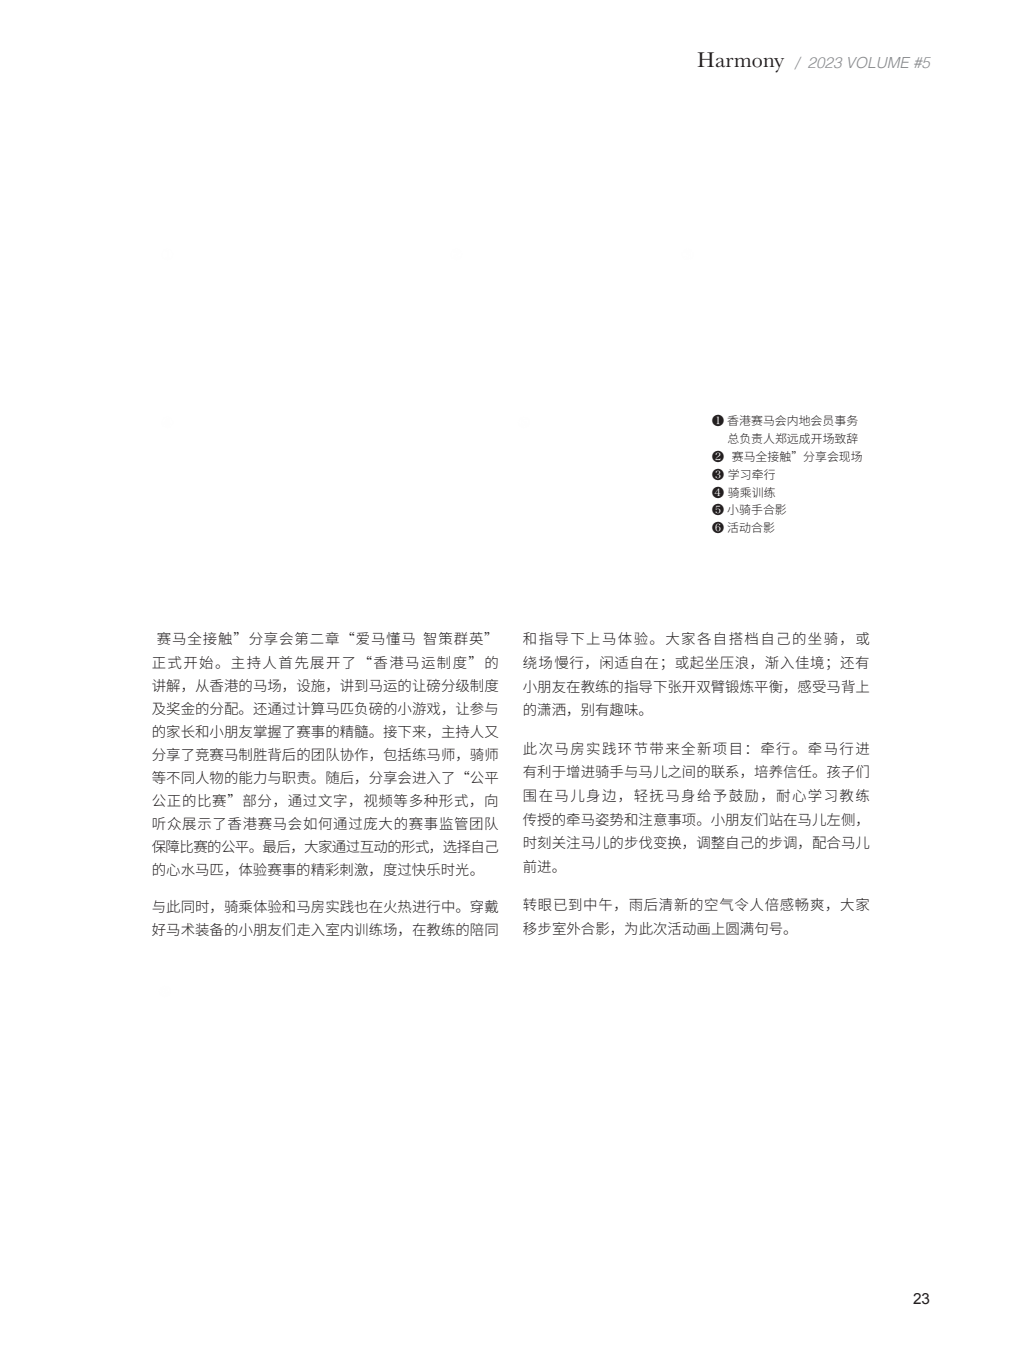 Harmony / 2023 VOLUME #5
❶ 香港赛马会内地会员事务
总负责人郑远成开场致辞
❷ 赛马全接触”分享会现场
❸ 学习牵行
❹ 骑乘训练
❺ 小骑手合影
❻ 活动合影
赛马全接触”分享会第二章“爱马懂马 智策群英”
正式开始。主持人首先展开了“香港马运制度”的
讲解，从香港的马场，设施，讲到马运的让磅分级制度
及奖金的分配。还通过计算马匹负磅的小游戏，让参与
的家长和小朋友掌握了赛事的精髓。接下来，主持人又
分享了竞赛马制胜背后的团队协作，包括练马师，骑师
等不同人物的能力与职责。随后，分享会进入了“公平
公正的比赛”部分，通过文字，视频等多种形式，向
听众展示了香港赛马会如何通过庞大的赛事监管团队
保障比赛的公平。最后，大家通过互动的形式，选择自己
的心水马匹，体验赛事的精彩刺激，度过快乐时光。
与此同时，骑乘体验和马房实践也在火热进行中。穿戴
好马术装备的小朋友们走入室内训练场，在教练的陪同
和指导下上马体验。大家各自搭档自己的坐骑，或
绕场慢行，闲适自在；或起坐压浪，渐入佳境；还有
小朋友在教练的指导下张开双臂锻炼平衡，感受马背上
的潇洒，别有趣味。
此次马房实践环节带来全新项目：牵行。牵马行进
有利于增进骑手与马儿之间的联系，培养信任。孩子们
围在马儿身边，轻抚马身给予鼓励，耐心学习教练
传授的牵马姿势和注意事项。小朋友们站在马儿左侧，
时刻关注马儿的步伐变换，调整自己的步调，配合马儿
前进。
转眼已到中午，雨后清新的空气令人倍感畅爽，大家
移步室外合影，为此次活动画上圆满句号。
23